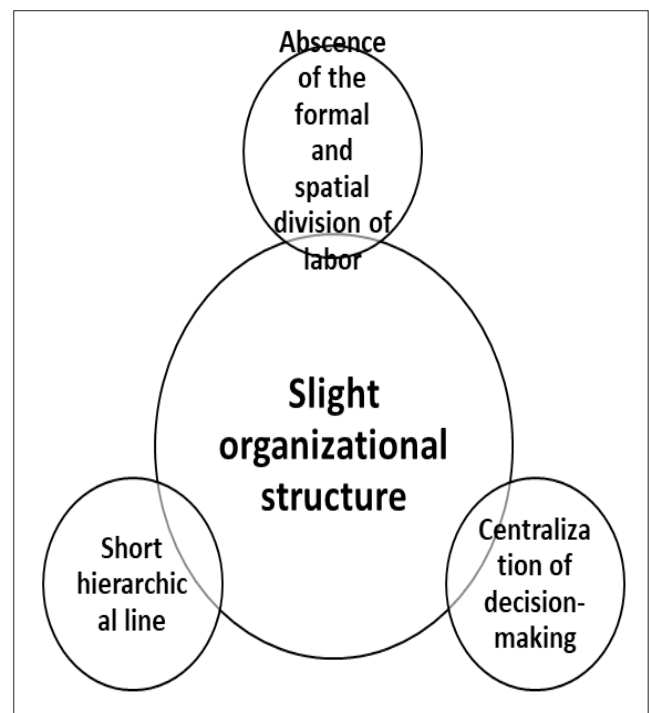 Abscence
of the
formal
and
spatial
division of
labor
Slight
organizational
structure
Short
hierarchic
al line
Centraliza
tion of
decision-
making